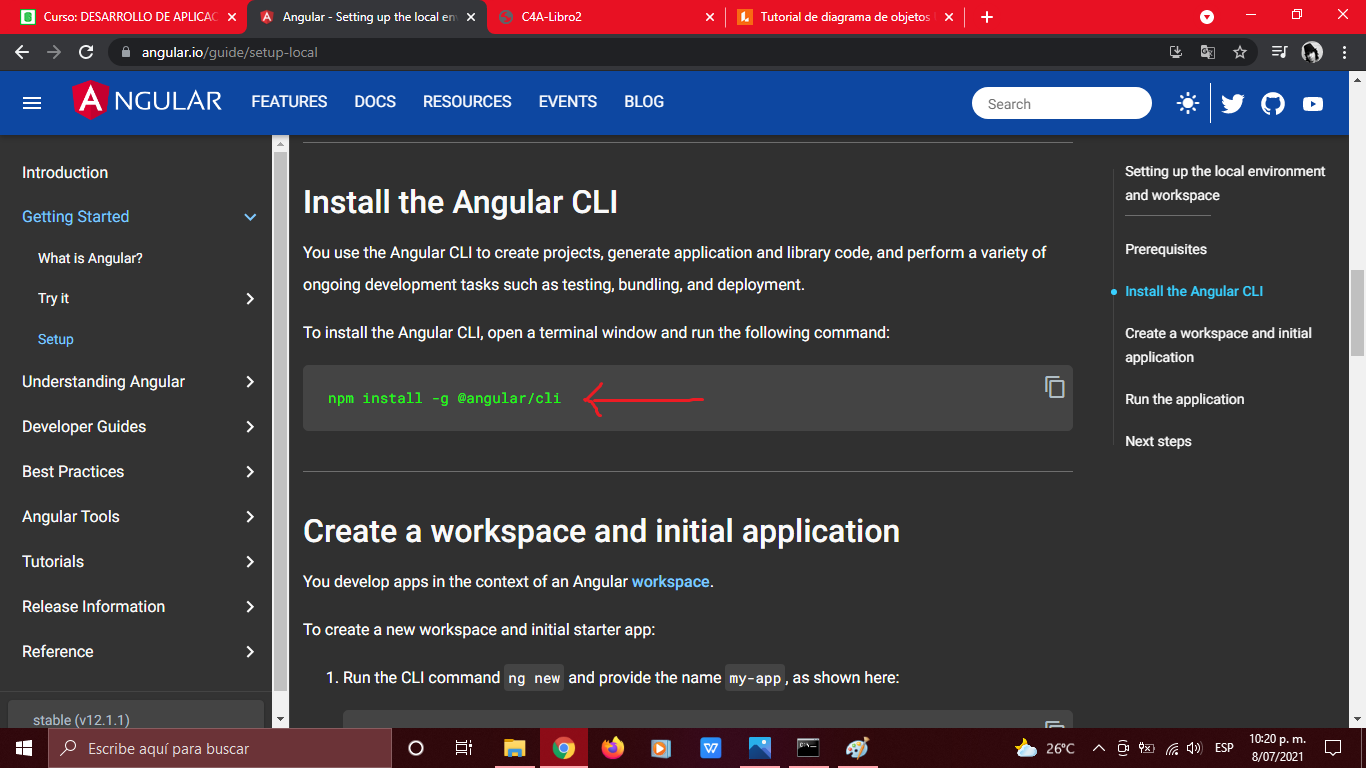 Curso: DESARROLLO DE APLICAC
Angular - Setting up the local en
C4A-Libro2
Tutorial de diagrama de objetos
angular.io/guide/setup-local
ANGULAR
FEATURES
DOCS
RESOURCES
EVENTS
BLOG
Search
Introduction
Getting Started
What is Angular?
Try it
Setup
Understanding Angular
Developer Guides
Best Practices
Angular Tools
Tutorials
Release Information
Reference
stable (v12.1.1)
Install the Angular CLI
You use the Angular CLI to create projects, generate application and library code, and perform a variety of
ongoing development tasks such as testing, bundling, and deployment.
To install the Angular CLI, open a terminal window and run the following command:
npm install -g @angular/cli
Create a workspace and initial application
You develop apps in the context of an Angular workspace.
To create a new workspace and initial starter app:
1. Run the CLI command ng new and provide the name my-app, as shown here:
Setting up the local environment
and workspace
Prerequisites
Install the Angular CLI
Create a workspace and initial
application
Run the application
Next steps
Escribe aquí para buscar
26°C
ESP
10:20 p. m.
8/07/2021